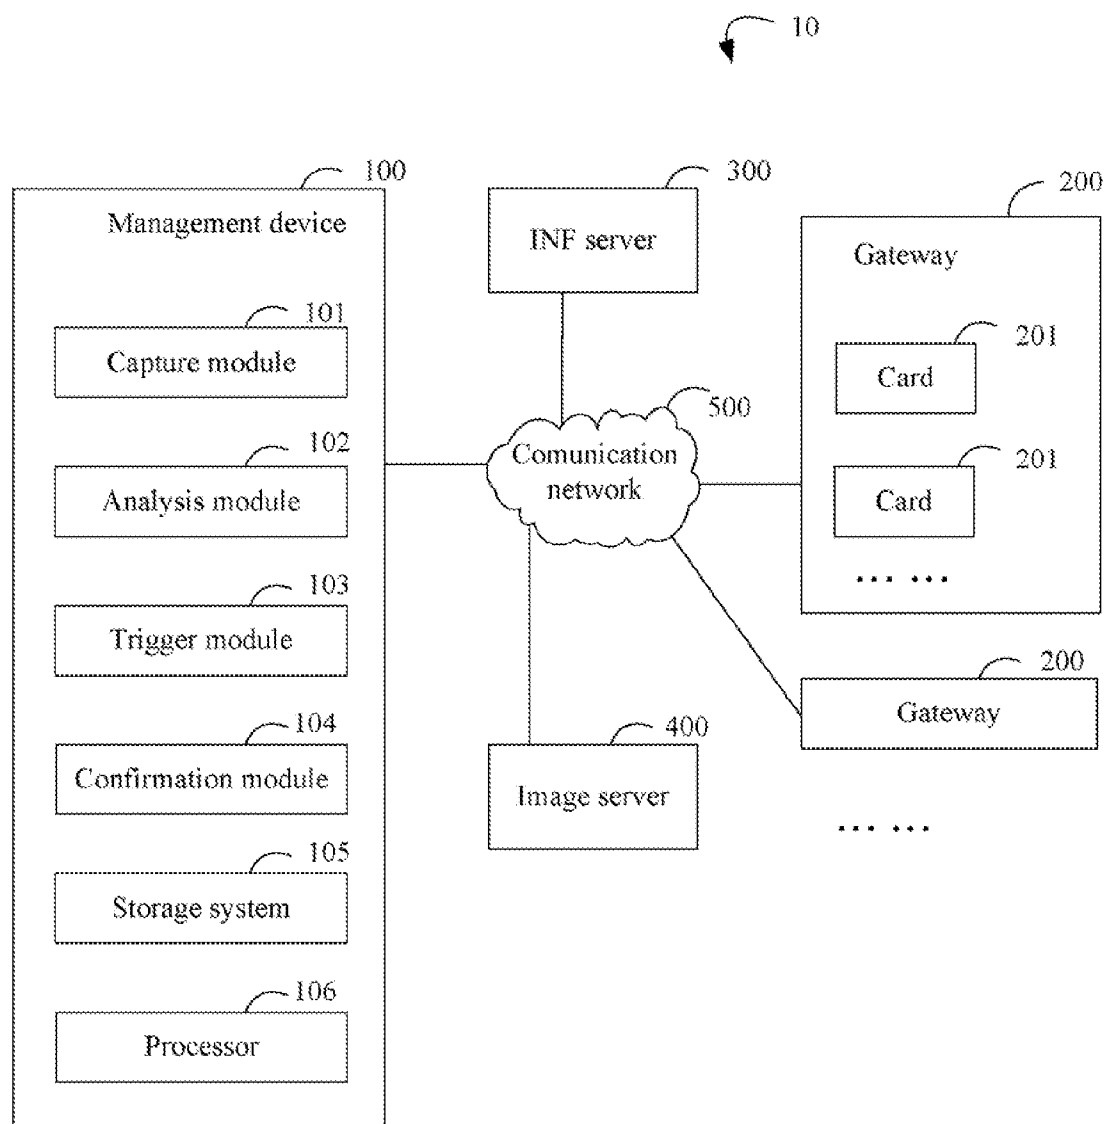 10
100
Management device
101
Capture module
102
Analysis module
103
Trigger module
104
Confirmation module
105
Storage system
106
Processor
300
INF server
500
Comunication
network
400
Image server
200
Gateway
201
Card
201
Card
... ...
200
Gateway
... ...